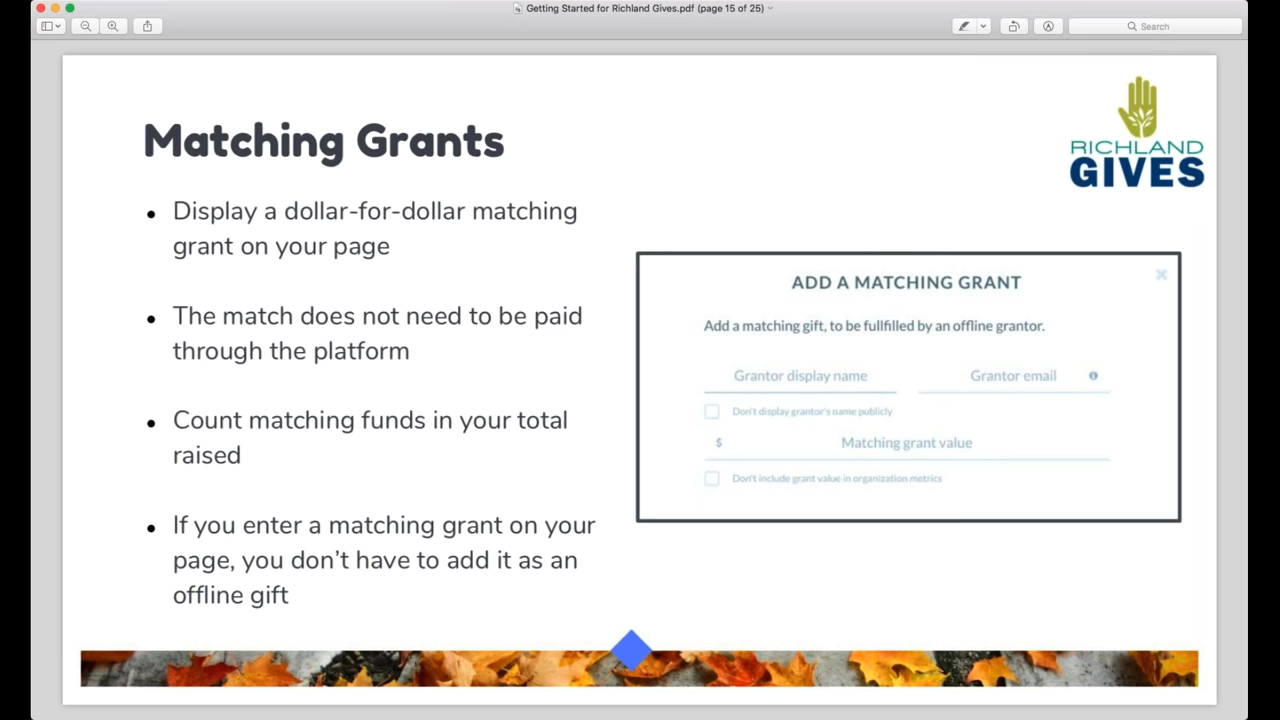 Getting Started for Richland Gives.pdf (page 15 of 25)
Search
RICHLAND
GIVES
Matching Grants
• Display a dollar-for-dollar matching
grant on your page
• The match does not need to be paid
through the platform
• Count matching funds in your total
raised
• If you enter a matching grant on your
page, you don't have to add it as an
offline gift
ADD A MATCHING GRANT
Add a matching gift, to be fullfilled by an offline grantor.
Grantor display name Grantor email
Don't display grantor's name publicly
$ Matching grant value
Don't include grant value in organization metrics